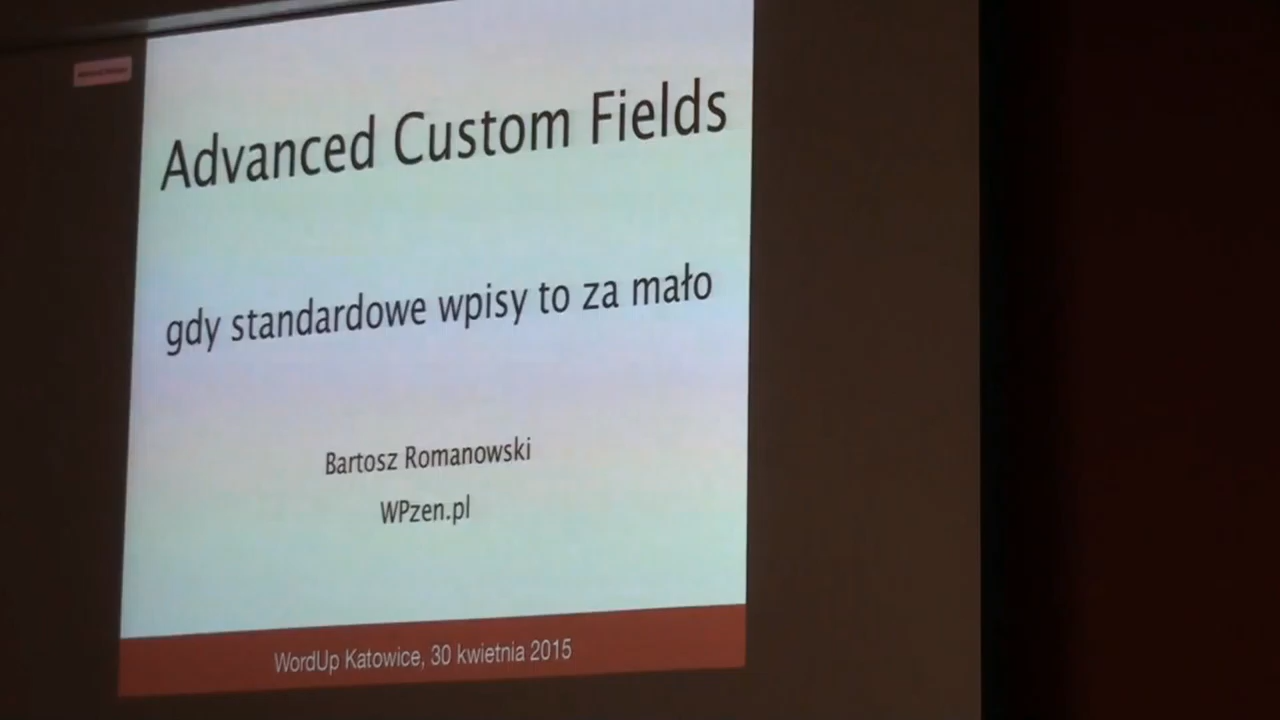 Advanced Custom Fields
gdy standardowe wpisy to za mało
Bartosz Romanowski
WPzen.pl
WordUp Katowice, 30 kwietnia 2015